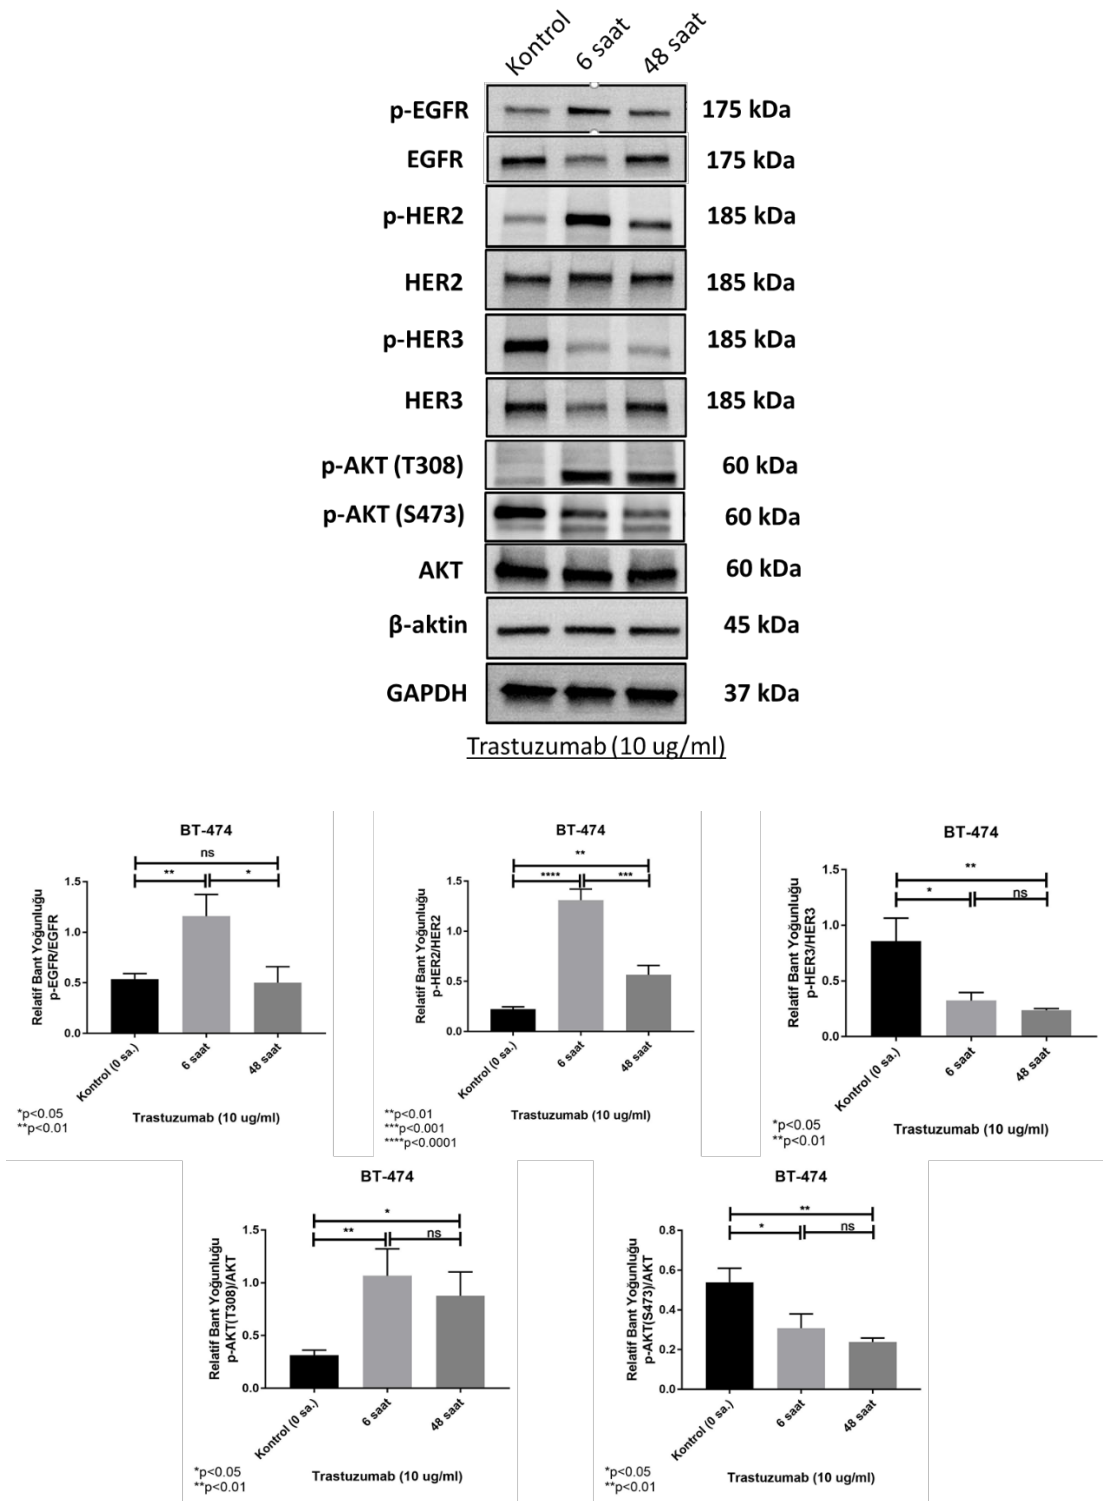 Kontrol 6 saat 48 saat
p-EGFR 175 kDa
EGFR 175 kDa
p-HER2 185 kDa
HER2 185 kDa
p-HER3 185 kDa
HER3 185 kDa
p-AKT (T308) 60 kDa
p-AKT (S473) 60 kDa
AKT 60 kDa
β-aktin 45 kDa
GAPDH 37 kDa
Trastuzumab (10 ug/ml)
BT-474
ns
** *
1.5
1.0
0.5
0.0
Relatif Bant Yoğunluğu
p-EGFR/EGFR
Kontrol (0 sa.) 6 saat 48 saat
Trastuzumab (10 ug/ml)
*p<0.05
**p<0.01
BT-474
**
**** ***
1.5
1.0
0.5
0.0
Relatif Bant Yoğunluğu
p-HER2/HER2
Kontrol (0 sa.) 6 saat 48 saat
Trastuzumab (10 ug/ml)
**p<0.01
***p<0.001
****p<0.0001
BT-474
**
* ns
1.5
1.0
0.5
0.0
Relatif Bant Yoğunluğu
p-HER3/HER3
Kontrol (0 sa.) 6 saat 48 saat
Trastuzumab (10 ug/ml)
*p<0.05
**p<0.01
BT-474
*
** ns
1.5
1.0
0.5
0.0
Relatif Bant Yoğunluğu
p-AKT(T308)/AKT
Kontrol (0 sa.) 6 saat 48 saat
Trastuzumab (10 ug/ml)
*p<0.05
**p<0.01
BT-474
**
* ns
0.8
0.6
0.4
0.2
0.0
Relatif Bant Yoğunluğu
p-AKT(S473)/AKT
Kontrol (0 sa.) 6 saat 48 saat
Trastuzumab (10 ug/ml)
*p<0.05
**p<0.01